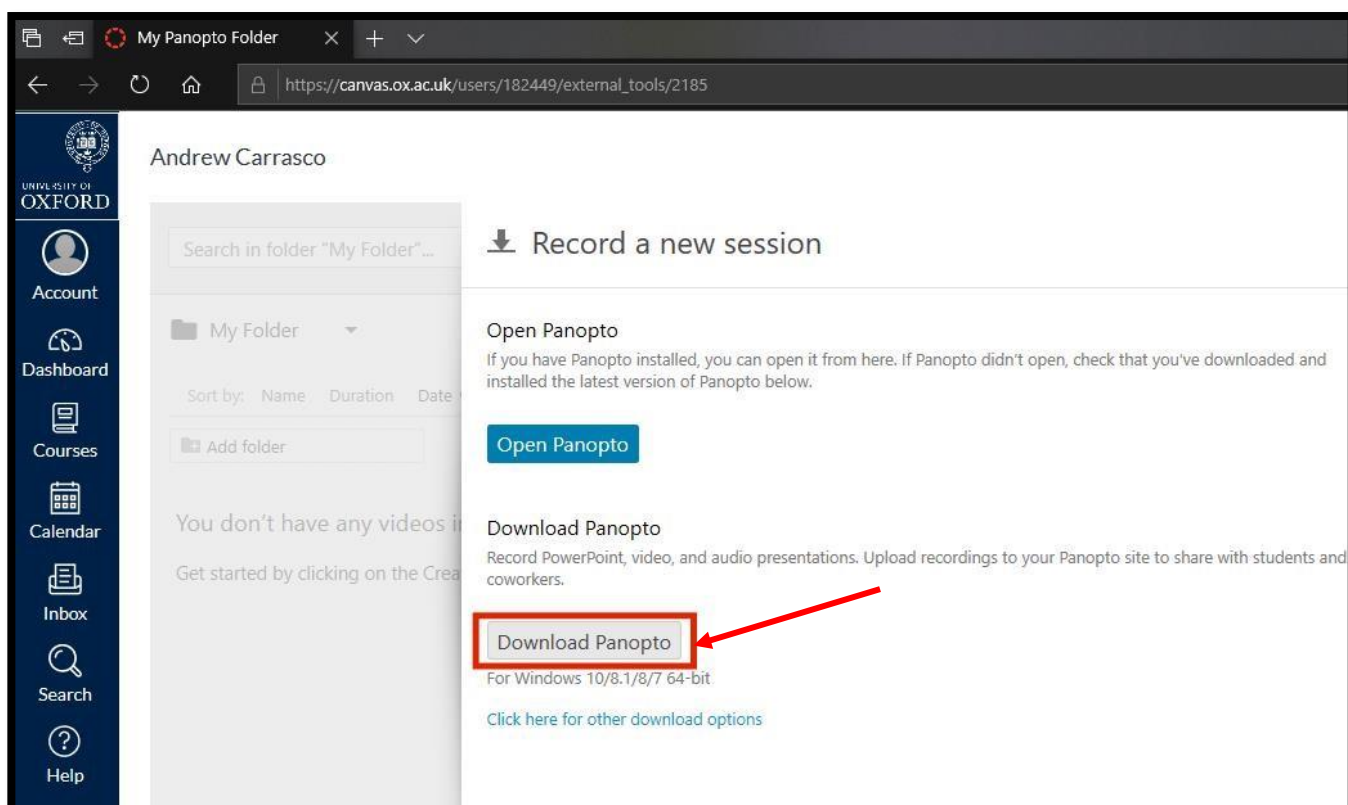 My Panopto Folder
https://canvas.ox.ac.uk/users/182449/external_tools/2185
UNIVERSITY OF
OXFORD
Account
Dashboard
Courses
Calendar
Inbox
Search
Help
Andrew Carrasco
Search in folder "My Folder"...
My Folder
Sort by: Name Duration Date
Add folder
You don't have any videos i
Get started by clicking on the Crea
Record a new session
Open Panopto
If you have Panopto installed, you can open it from here. If Panopto didn't open, check that you've downloaded and
installed the latest version of Panopto below.
Open Panopto
Download Panopto
Record PowerPoint, video, and audio presentations. Upload recordings to your Panopto site to share with students and
coworkers.
Download Panopto
For Windows 10/8.1/8/7 64-bit
Click here for other download options